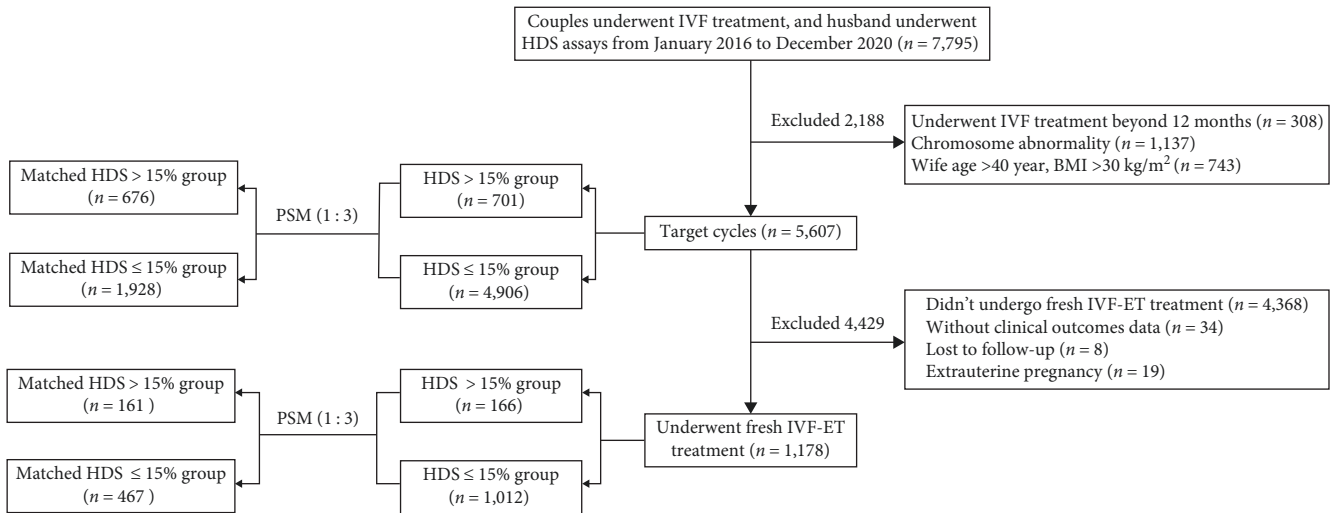 Couples underwent IVF treatment, and husband underwent
HDS assays from January 2016 to December 2020 (n = 7,795)
Excluded 2,188
Underwent IVF treatment beyond 12 months (n = 308)
Chromosome abnormality (n = 1,137)
Wife age >40 year, BMI >30 kg/m² (n = 743)
Matched HDS > 15% group
(n = 676)
PSM (1 : 3)
HDS > 15% group
(n = 701)
Target cycles (n = 5,607)
Matched HDS ≤ 15% group
(n = 1,928)
HDS ≤ 15% group
(n = 4,906)
Excluded 4,429
Didn't undergo fresh IVF-ET treatment (n = 4,368)
Without clinical outcomes data (n = 34)
Lost to follow-up (n = 8)
Extrauterine pregnancy (n = 19)
Matched HDS > 15% group
(n = 161 )
PSM (1 : 3)
HDS > 15% group
(n = 166)
Underwent fresh IVF-ET
treatment (n = 1,178)
Matched HDS ≤ 15% group
(n = 467 )
HDS ≤ 15% group
(n = 1,012)